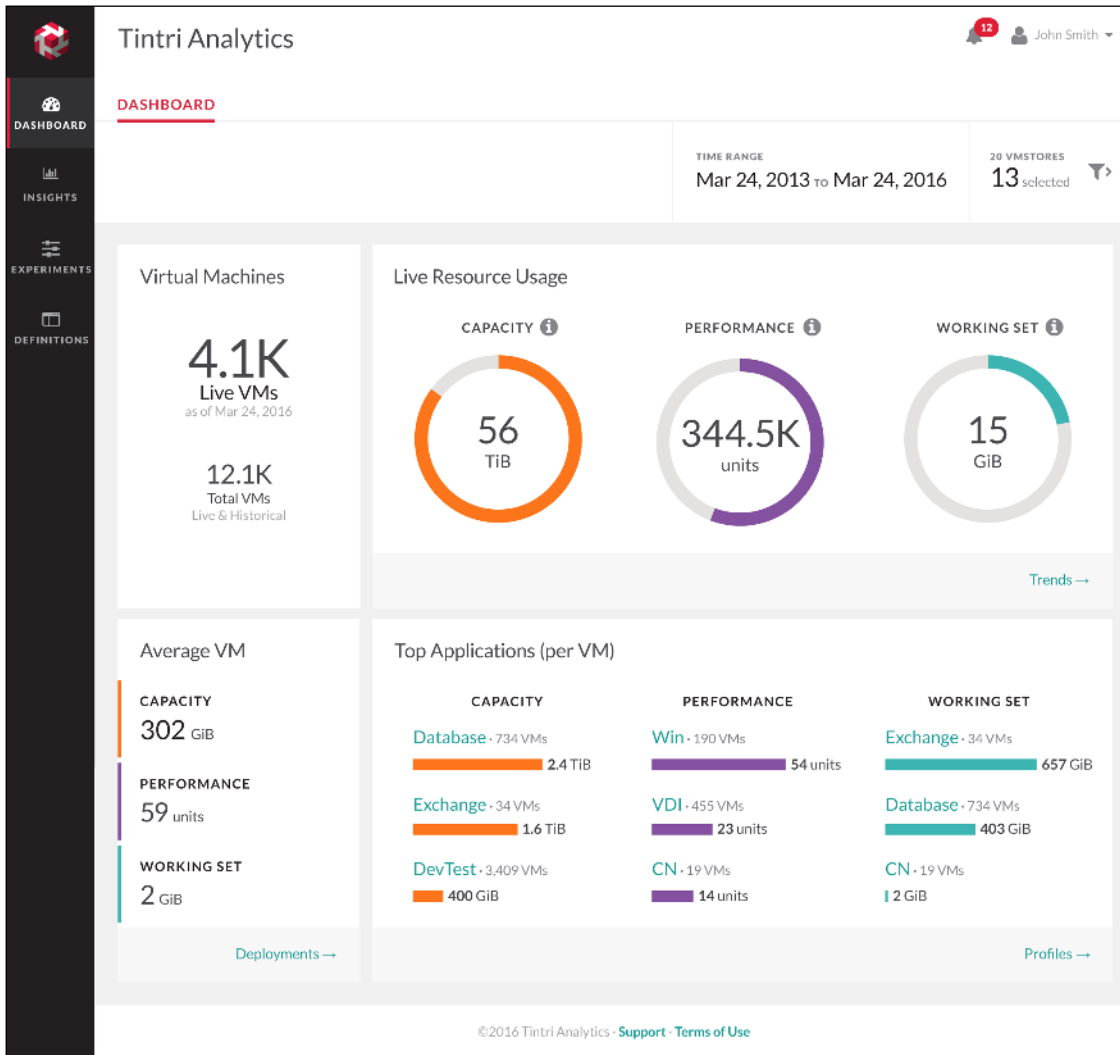 Tintri Analytics
12
John Smith
DASHBOARD
INSIGHTS
EXPERIMENTS
DEFINITIONS
DASHBOARD
TIME RANGE
Mar 24, 2013 TO Mar 24, 2016
20 VMSTORES
13 selected
Virtual Machines
4.1K
Live VMs
as of Mar 24, 2016
12.1K
Total VMs
Live & Historical
Live Resource Usage
CAPACITY
56
TiB
PERFORMANCE
344.5K
units
WORKING SET
15
GiB
Trends →
Average VM
CAPACITY
302 GiB
PERFORMANCE
59 units
WORKING SET
2 GiB
Deployments →
Top Applications (per VM)
CAPACITY
Database · 734 VMs
2.4 TiB
Exchange · 34 VMs
1.6 TiB
DevTest · 3,409 VMs
400 GiB
PERFORMANCE
Win · 190 VMs
54 units
VDI · 455 VMs
23 units
CN · 19 VMs
14 units
WORKING SET
Exchange · 34 VMs
657 GiB
Database · 734 VMs
403 GiB
CN · 19 VMs
2 GiB
Profiles →
©2016 Tintri Analytics · Support · Terms of Use